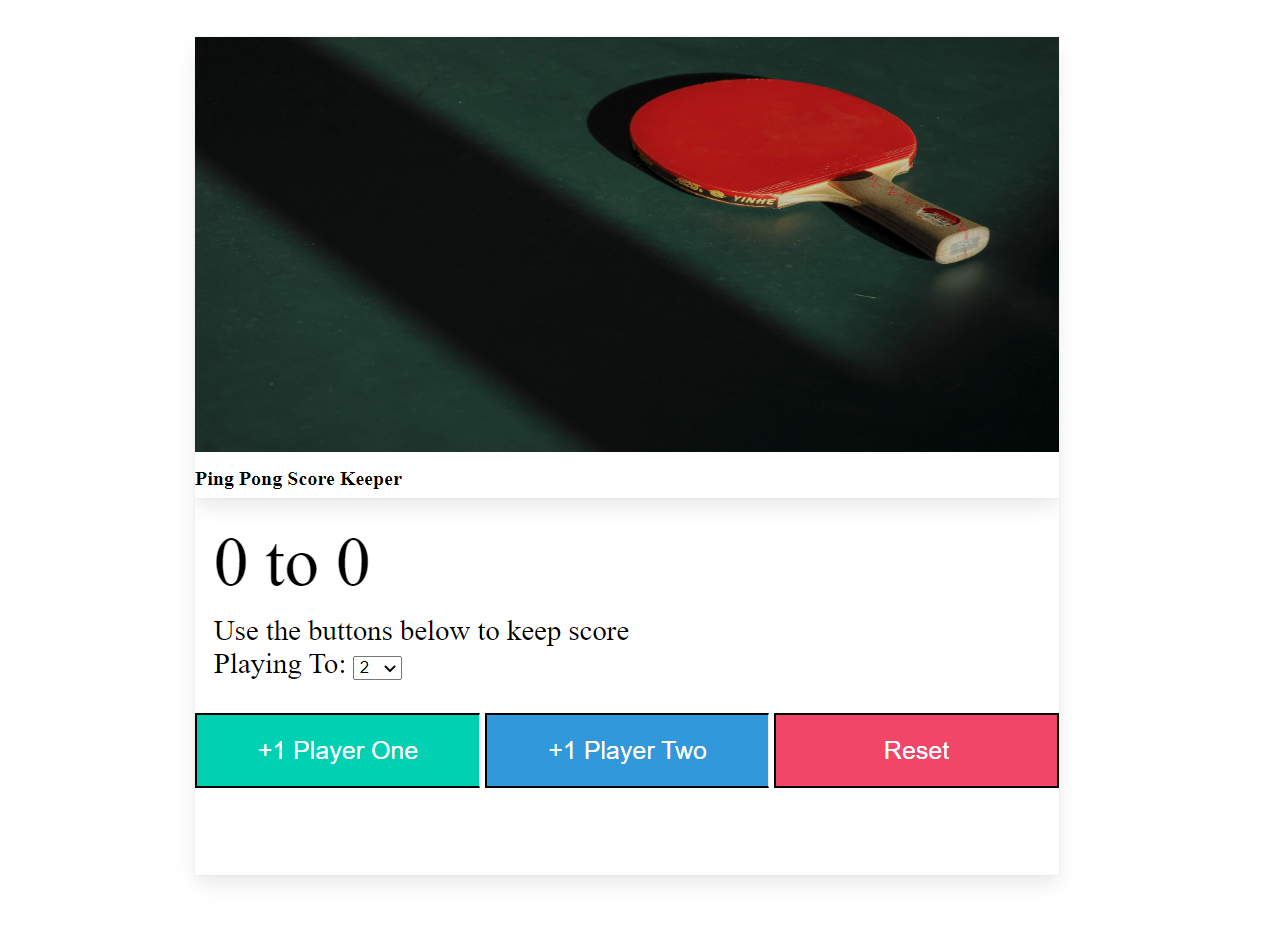 YINHE
Ping Pong Score Keeper
0 to 0
Use the buttons below to keep score
Playing To: 2
+1 Player One
+1 Player Two
Reset